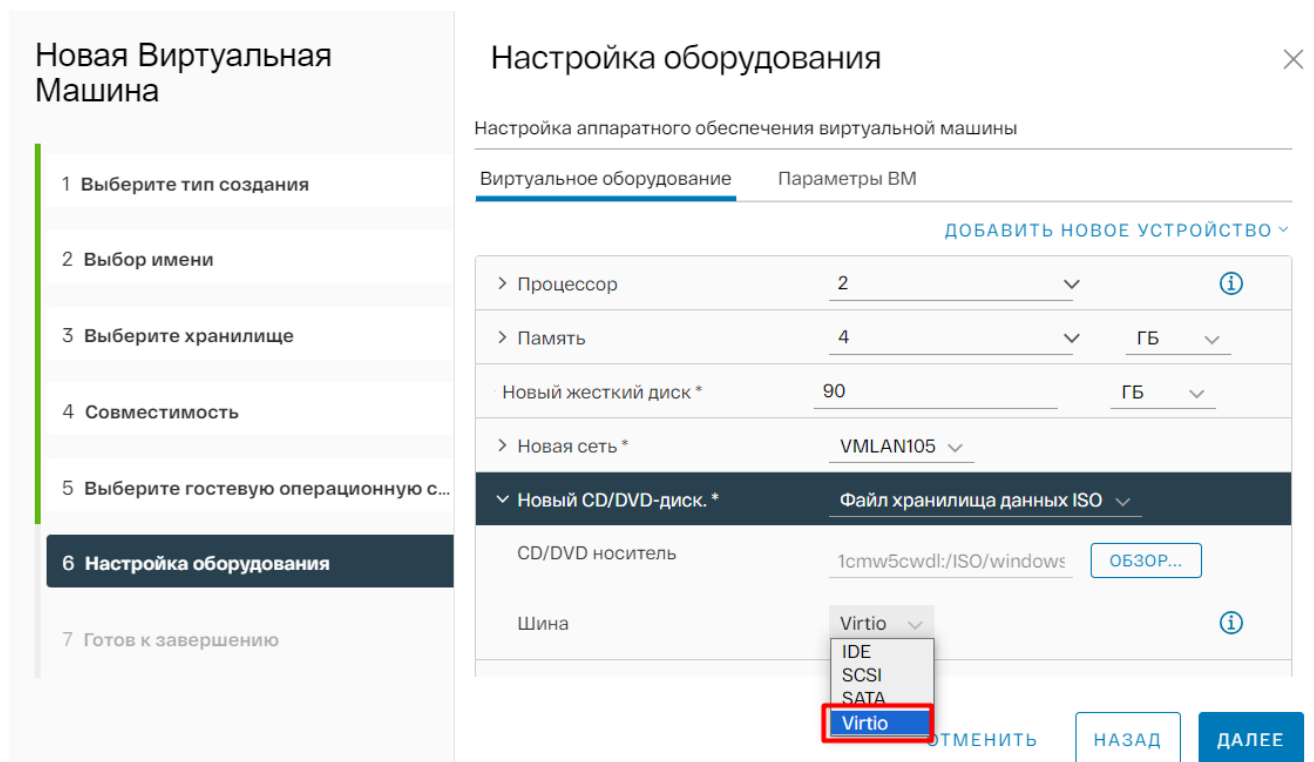 Новая Виртуальная
Машина
1 Выберите тип создания
2 Выбор имени
3 Выберите хранилище
4 Совместимость
5 Выберите гостевую операционную с...
6 Настройка оборудования
7 Готов к завершению
Настройка оборудования
Настройка аппаратного обеспечения виртуальной машины
Виртуальное оборудование Параметры ВМ
ДОБАВИТЬ НОВОЕ УСТРОЙСТВО
Процессор 2
Память 4 ГБ
Новый жесткий диск * 90 ГБ
Новая сеть * VMLAN105
Новый CD/DVD-диск. * Файл хранилища данных ISO
CD/DVD носитель 1cmw5cwdl:/ISO/windows ОБЗОР...
Шина Virtio
IDE
SCSI
SATA
Virtio
ОТМЕНИТЬ НАЗАД ДАЛЕЕ